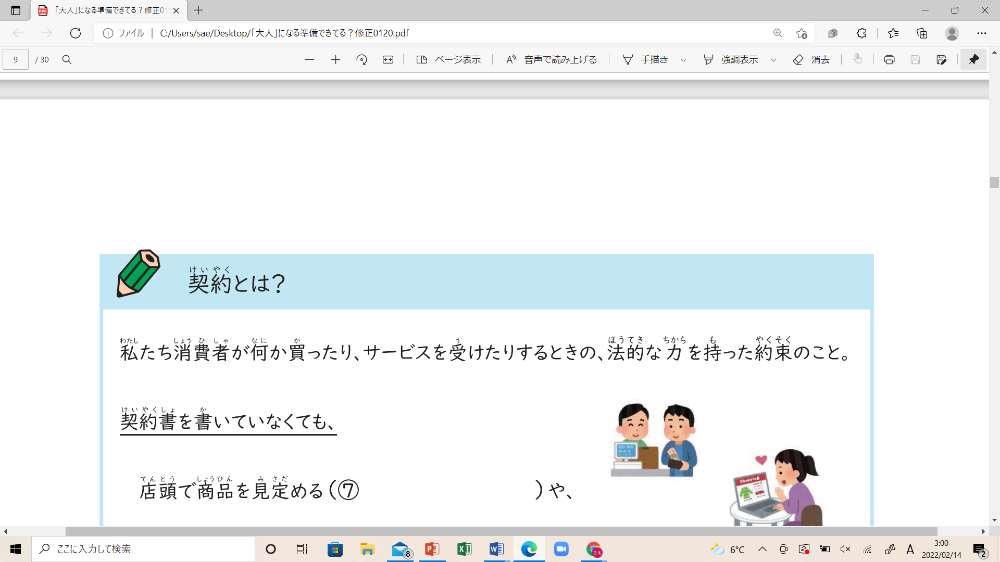 「大人」になる準備できてる？修正01
ファイル
C:/Users/sae/Desktop/「大人」になる準備できてる？修正0120.pdf
9 / 30
ページ表示
音声で読み上げる
手描き
強調表示
消去
けいやく
契約とは？
わたし しょう ひ しゃ なに か う ほうてき ちから も やくそく
私たち消費者が何か買ったり、サービスを受けたりするときの、法的な力を持った約束のこと。
けいやくしょ か
契約書を書いていなくても、
てんとう しょうひん み さだ
店頭で商品を見定める（⑦ ）や、
Shopping
ここに入力して検索
8
さえ
6°C
A
3:00
2022/02/14
2